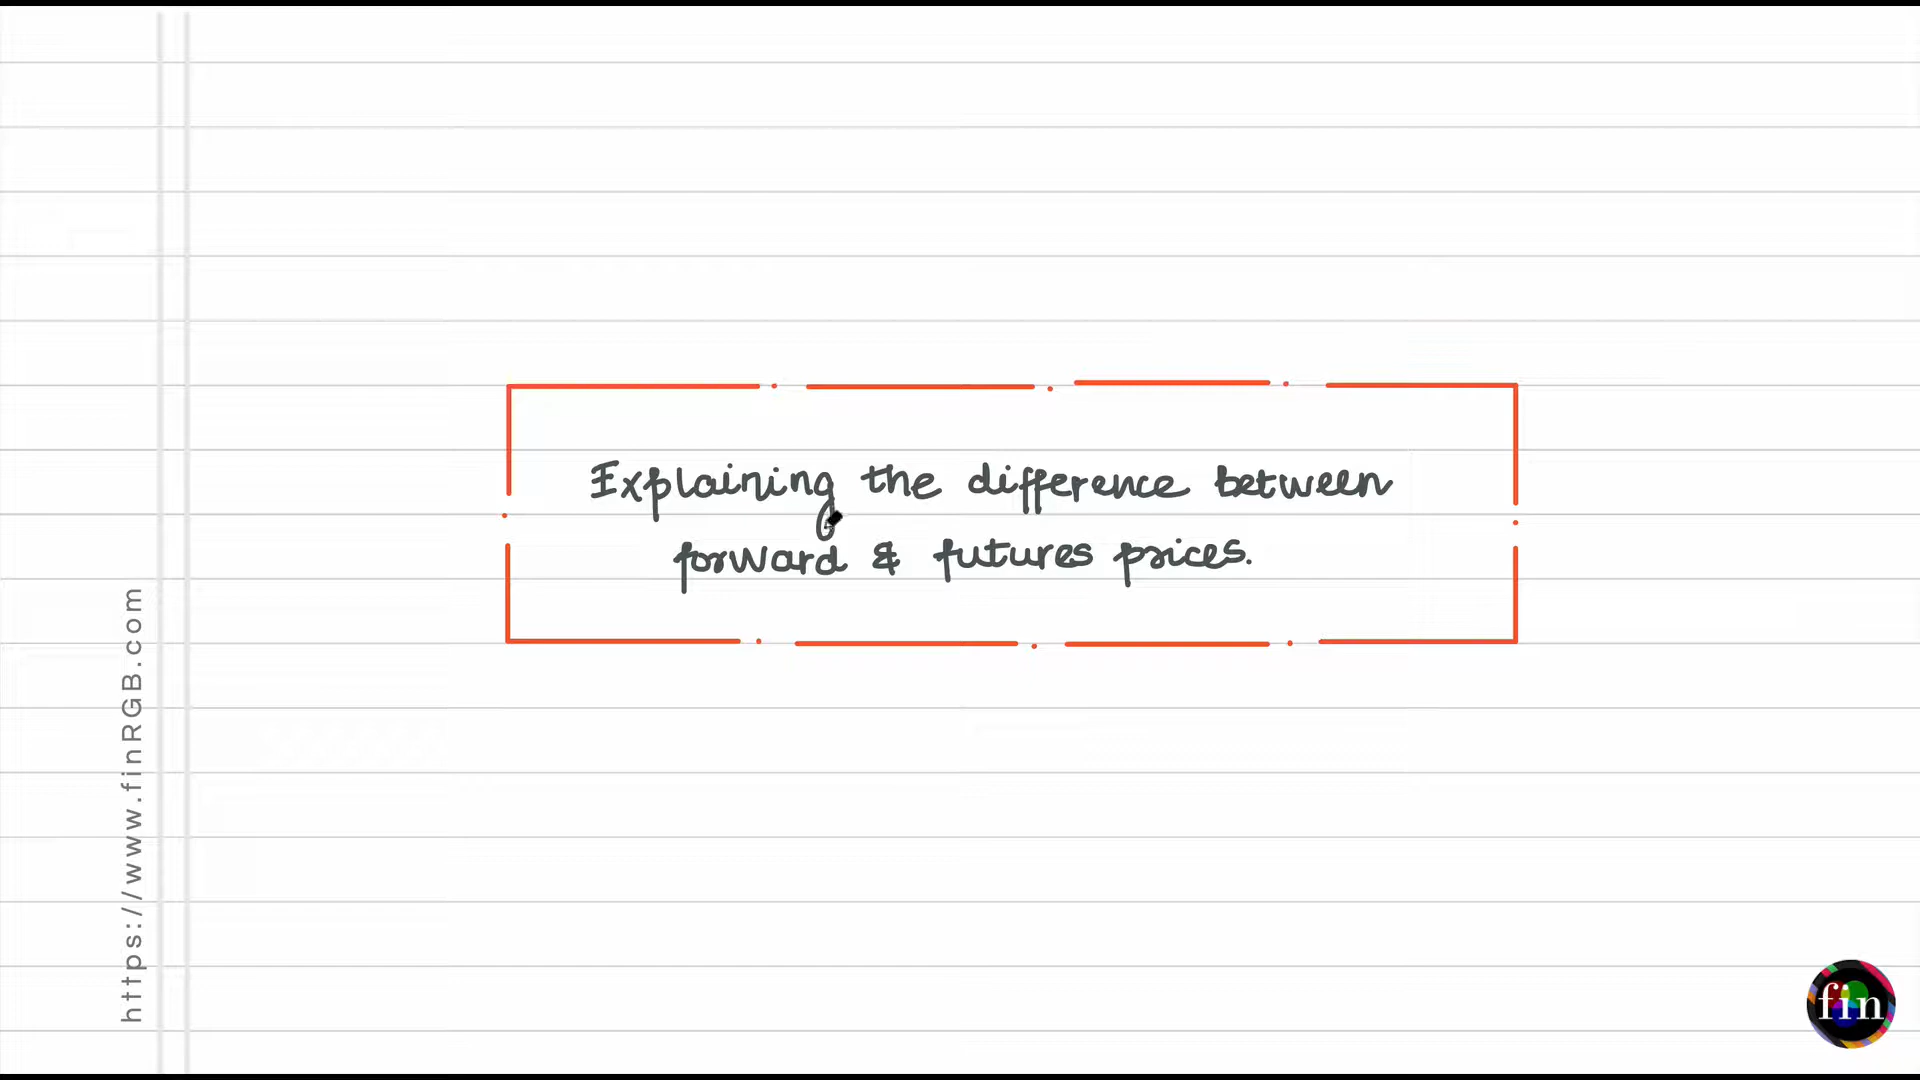 Explaining the difference between
forward & futures prices.
https://www.finRGB.com
fin